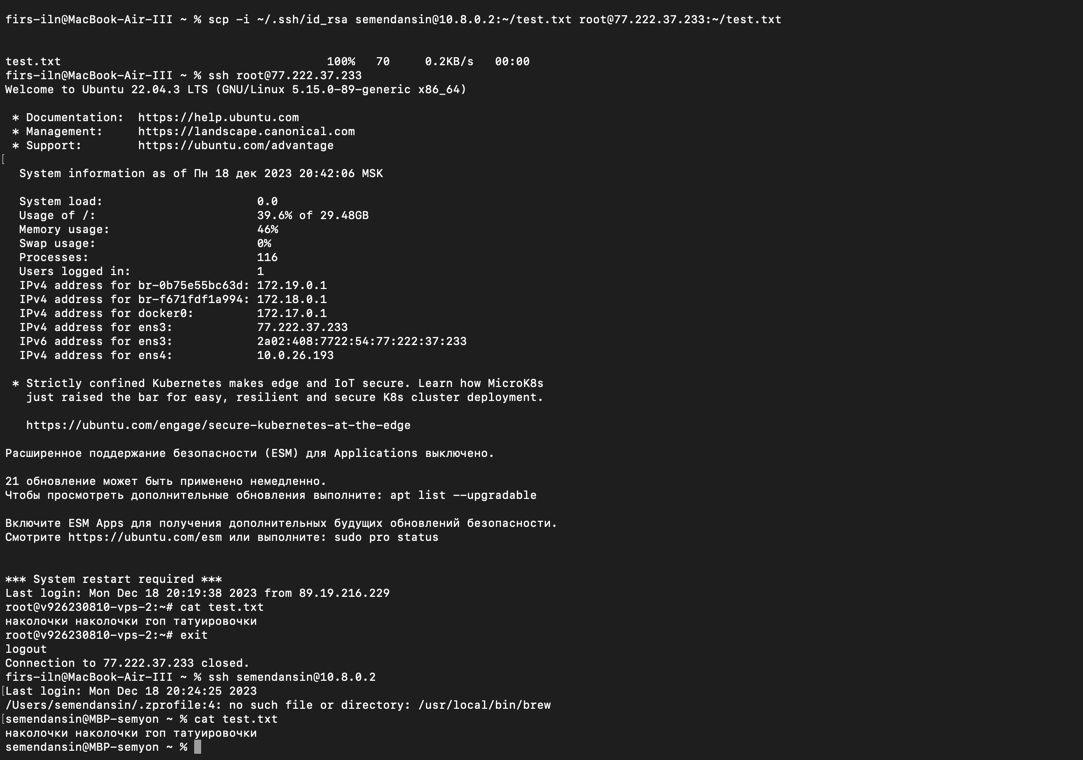 firs-iln@MacBook-Air-III ~ % scp -i ~/.ssh/id_rsa semendansin@10.8.0.2:~/test.txt root@77.222.37.233:~/test.txt
test.txt 100% 70 0.2KB/s 00:00
firs-iln@MacBook-Air-III ~ % ssh root@77.222.37.233
Welcome to Ubuntu 22.04.3 LTS (GNU/Linux 5.15.0-89-generic x86_64)
* Documentation: https://help.ubuntu.com
* Management: https://landscape.canonical.com
* Support: https://ubuntu.com/advantage
[
System information as of Пн 18 дек 2023 20:42:06 MSK
System load: 0.0
Usage of /: 39.6% of 29.48GB
Memory usage: 46%
Swap usage: 0%
Processes: 116
Users logged in: 1
IPv4 address for br-0b75e55bc63d: 172.19.0.1
IPv4 address for br-f671fdf1a994: 172.18.0.1
IPv4 address for docker0: 172.17.0.1
IPv4 address for ens3: 77.222.37.233
IPv6 address for ens3: 2a02:408:7722:54:77:222:37:233
IPv4 address for ens4: 10.0.26.193
* Strictly confined Kubernetes makes edge and IoT secure. Learn how MicroK8s
just raised the bar for easy, resilient and secure K8s cluster deployment.
https://ubuntu.com/engage/secure-kubernetes-at-the-edge
Расширенное поддержание безопасности (ESM) для Applications выключено.
21 обновление может быть применено немедленно.
Чтобы просмотреть дополнительные обновления выполните: apt list --upgradable
Включите ESM Apps для получения дополнительных будущих обновлений безопасности.
Смотрите https://ubuntu.com/esm или выполните: sudo pro status
*** System restart required ***
Last login: Mon Dec 18 20:19:38 2023 from 89.19.216.229
root@v926230810-vps-2:~# cat test.txt
наколочки наколочки гоп татуировочки
root@v926230810-vps-2:~# exit
logout
Connection to 77.222.37.233 closed.
firs-iln@MacBook-Air-III ~ % ssh semendansin@10.8.0.2
[Last login: Mon Dec 18 20:24:25 2023
/Users/semendansin/.zprofile:4: no such file or directory: /usr/local/bin/brew
[semendansin@MBP-semyon ~ % cat test.txt
наколочки наколочки гоп татуировочки
semendansin@MBP-semyon ~ %